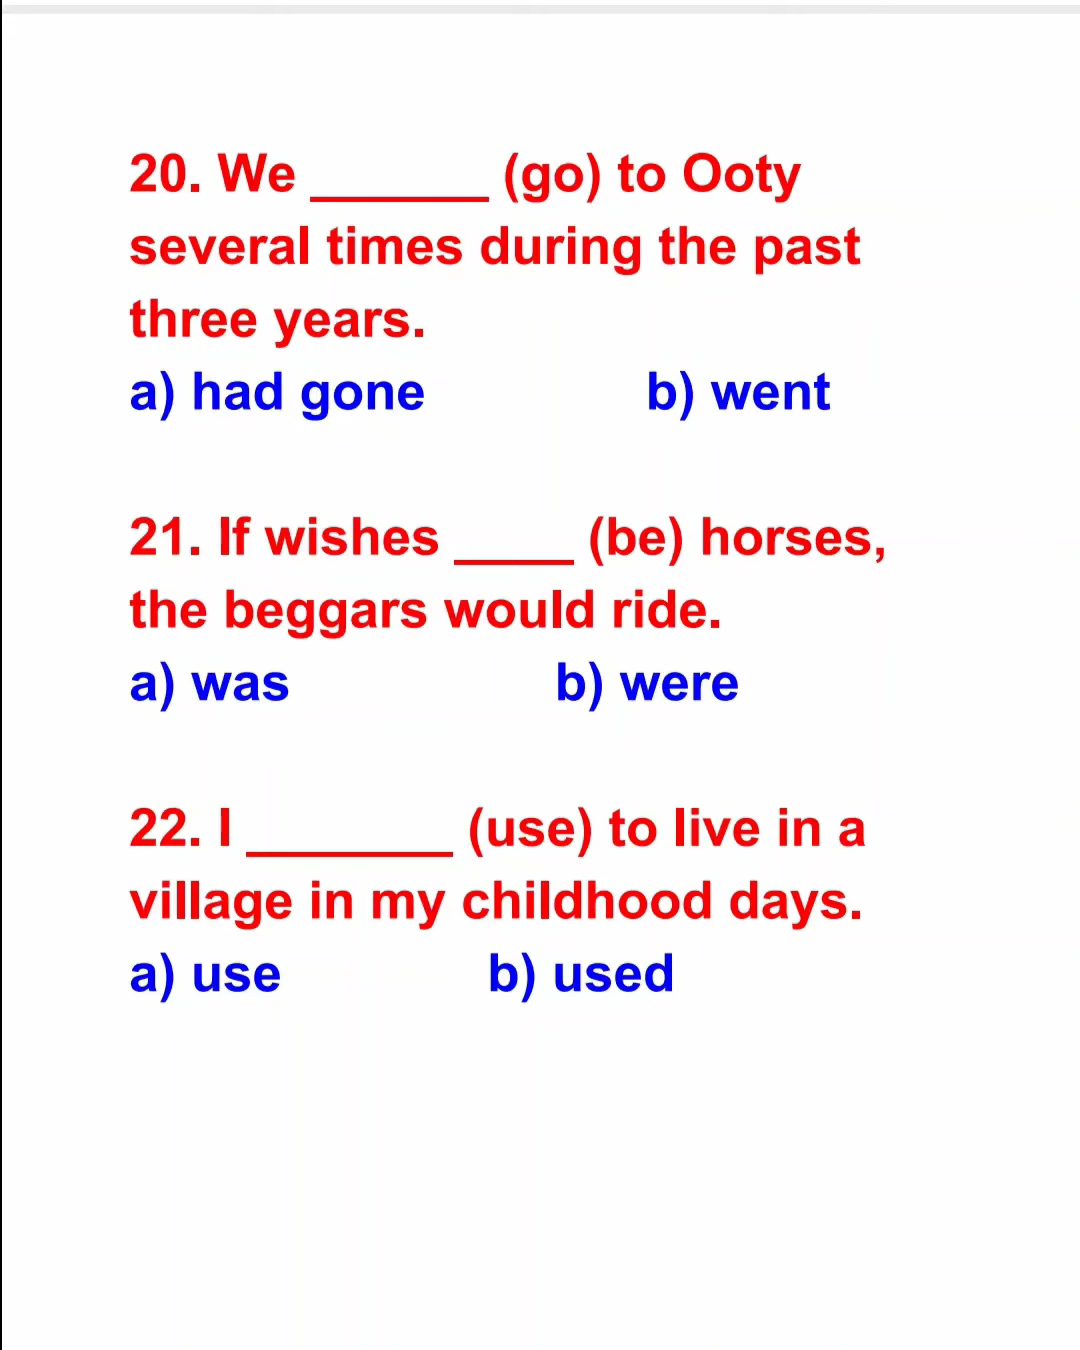 20. We ______ (go) to Ooty
several times during the past
three years.
a) had gone b) went
21. If wishes ____ (be) horses,
the beggars would ride.
a) was b) were
22. I _______ (use) to live in a
village in my childhood days.
a) use b) used